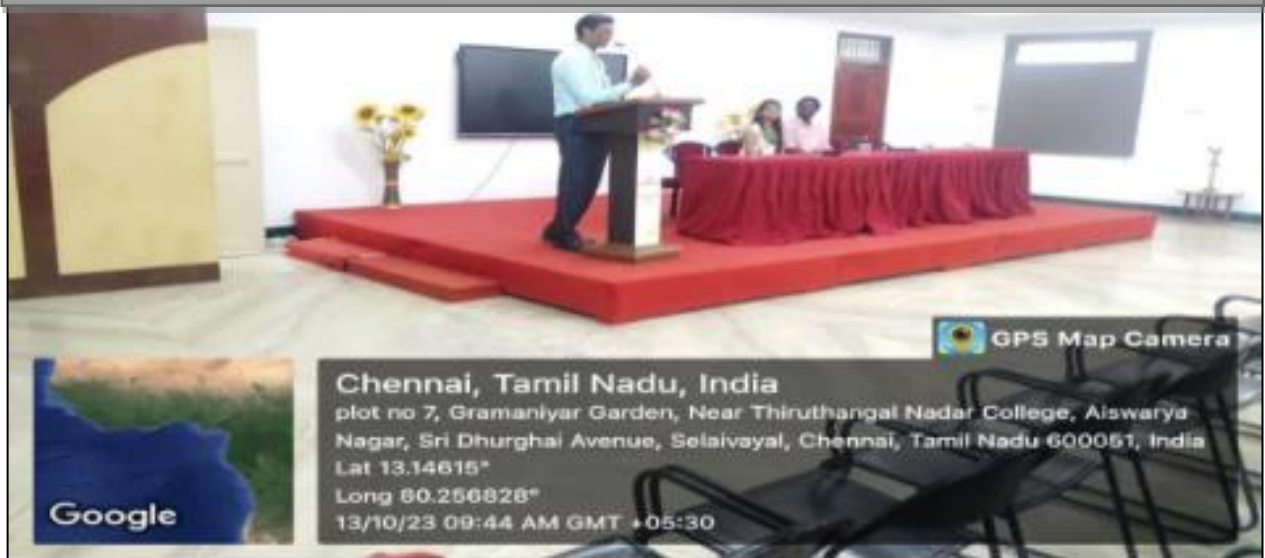 GPS Map Camera
Chennai, Tamil Nadu, India
plot no 7, Gramaniyar Garden, Near Thiruthangal Nadar College, Aiswarya
Nagar, Sri Dhurghai Avenue, Selaivayal, Chennai, Tamil Nadu 600051, India
Lat 13.14615°
Long 80.256828°
13/10/23 09:44 AM GMT +05:30
Google